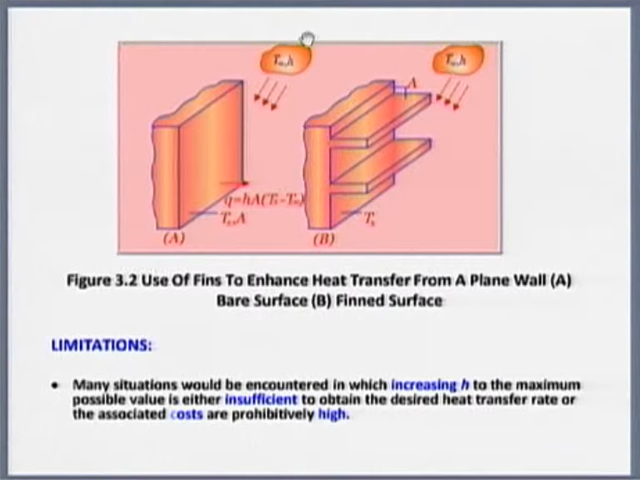 T∞,h
T∞,h
A
q=hA(Ts-T∞)
Ts,A
Ts
(A)
(B)
Figure 3.2 Use Of Fins To Enhance Heat Transfer From A Plane Wall (A)
Bare Surface (B) Finned Surface
LIMITATIONS:
• Many situations would be encountered in which increasing h to the maximum
possible value is either insufficient to obtain the desired heat transfer rate or
the associated costs are prohibitively high.